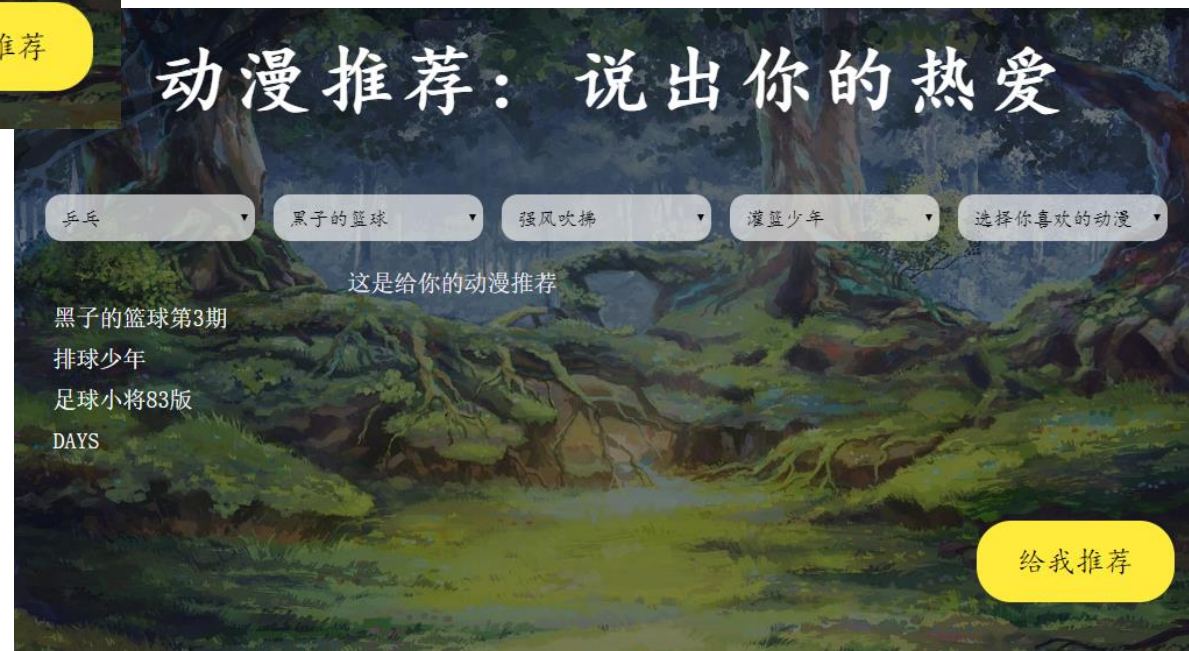 推荐
动漫推荐：说出你的热爱
乒乓 黑子的篮球 强风吹拂 灌篮少年 选择你喜欢的动漫
这是给你的动漫推荐
黑子的篮球第3期
排球少年
足球小将83版
DAYS
给我推荐